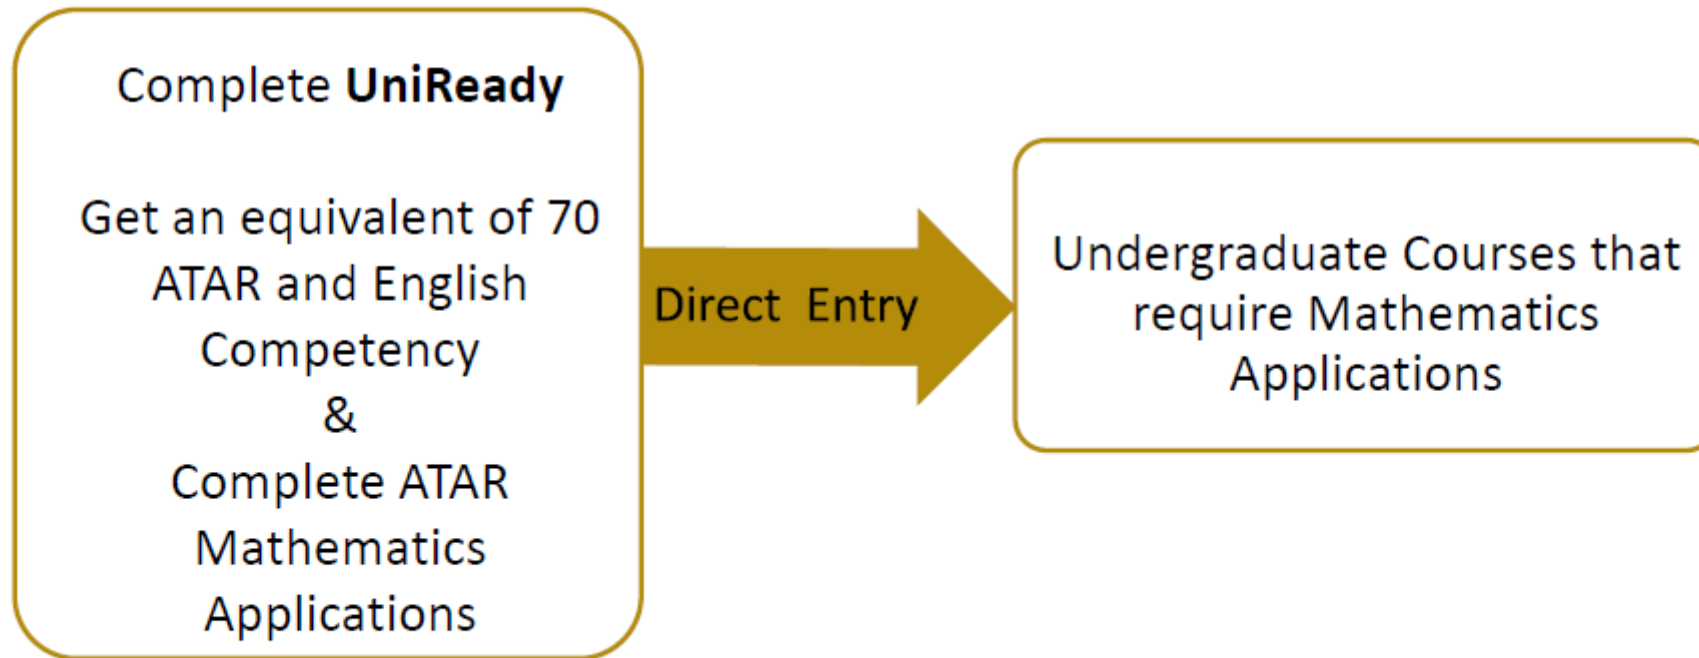 Complete UniReady
Get an equivalent of 70
ATAR and English
Competency
&
Complete ATAR
Mathematics
Applications
Direct Entry
Undergraduate Courses that
require Mathematics
Applications